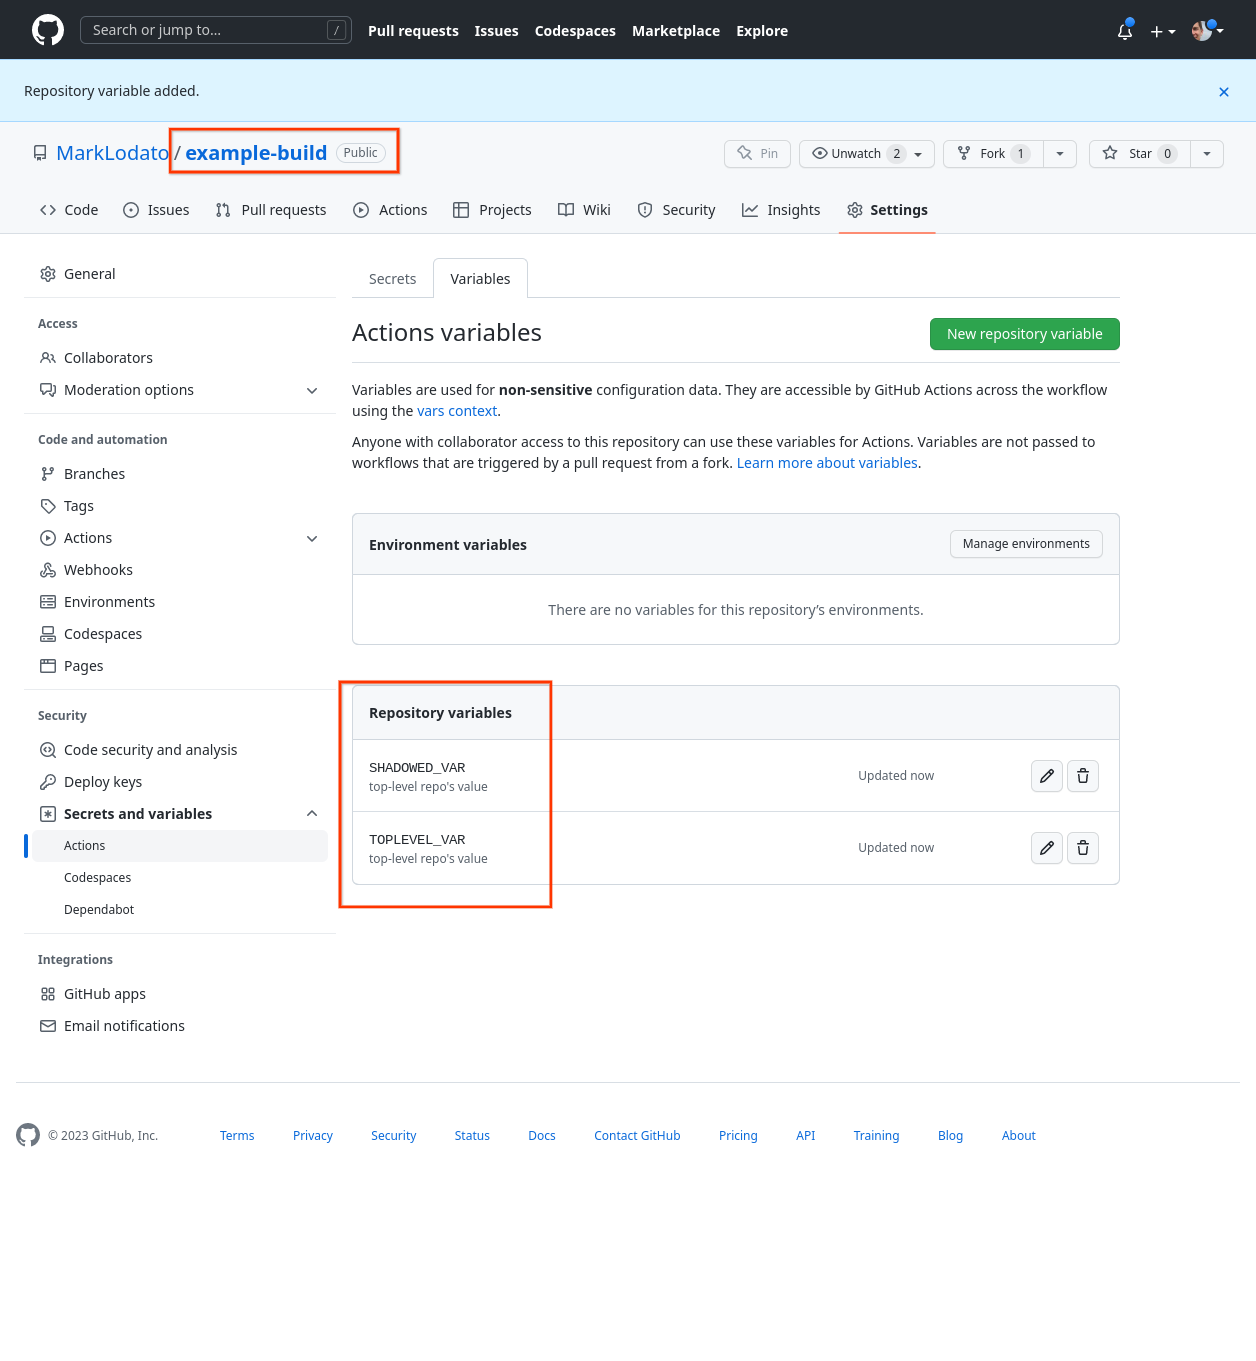 Search or jump to... /
Pull requests Issues Codespaces Marketplace Explore
Repository variable added.
MarkLodato / example-build Public
Pin Unwatch 2 Fork 1 Star 0
Code Issues Pull requests Actions Projects Wiki Security Insights Settings
General
Access
Collaborators
Moderation options
Code and automation
Branches
Tags
Actions
Webhooks
Environments
Codespaces
Pages
Security
Code security and analysis
Deploy keys
Secrets and variables
Actions
Codespaces
Dependabot
Integrations
GitHub apps
Email notifications
Secrets Variables
Actions variables New repository variable
Variables are used for non-sensitive configuration data. They are accessible by GitHub Actions across the workflow
using the vars context.
Anyone with collaborator access to this repository can use these variables for Actions. Variables are not passed to
workflows that are triggered by a pull request from a fork. Learn more about variables.
Environment variables Manage environments
There are no variables for this repository’s environments.
Repository variables
SHADOWED_VAR
top-level repo's value
Updated now
TOPLEVEL_VAR
top-level repo's value
Updated now
© 2023 GitHub, Inc. Terms Privacy Security Status Docs Contact GitHub Pricing API Training Blog About